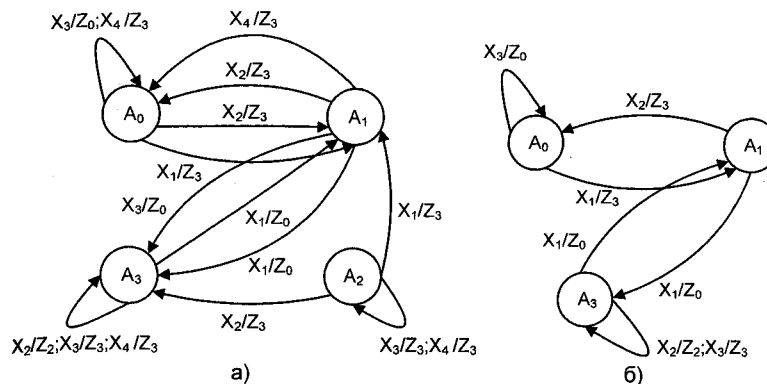 X₃/Z₀;X₄/Z₃
X₄/Z₃
X₂/Z₃
A₀
X₂/Z₃
A₁
X₁/Z₃
X₃/Z₀
X₁/Z₀
X₁/Z₃
A₃
X₁/Z₀
A₂
X₂/Z₃
X₂/Z₂;X₃/Z₃;X₄/Z₃
X₃/Z₃;X₄/Z₃
а)
X₃/Z₀
X₂/Z₃
A₀
A₁
X₁/Z₃
X₁/Z₀
A₃
X₁/Z₀
X₂/Z₂;X₃/Z₃
б)